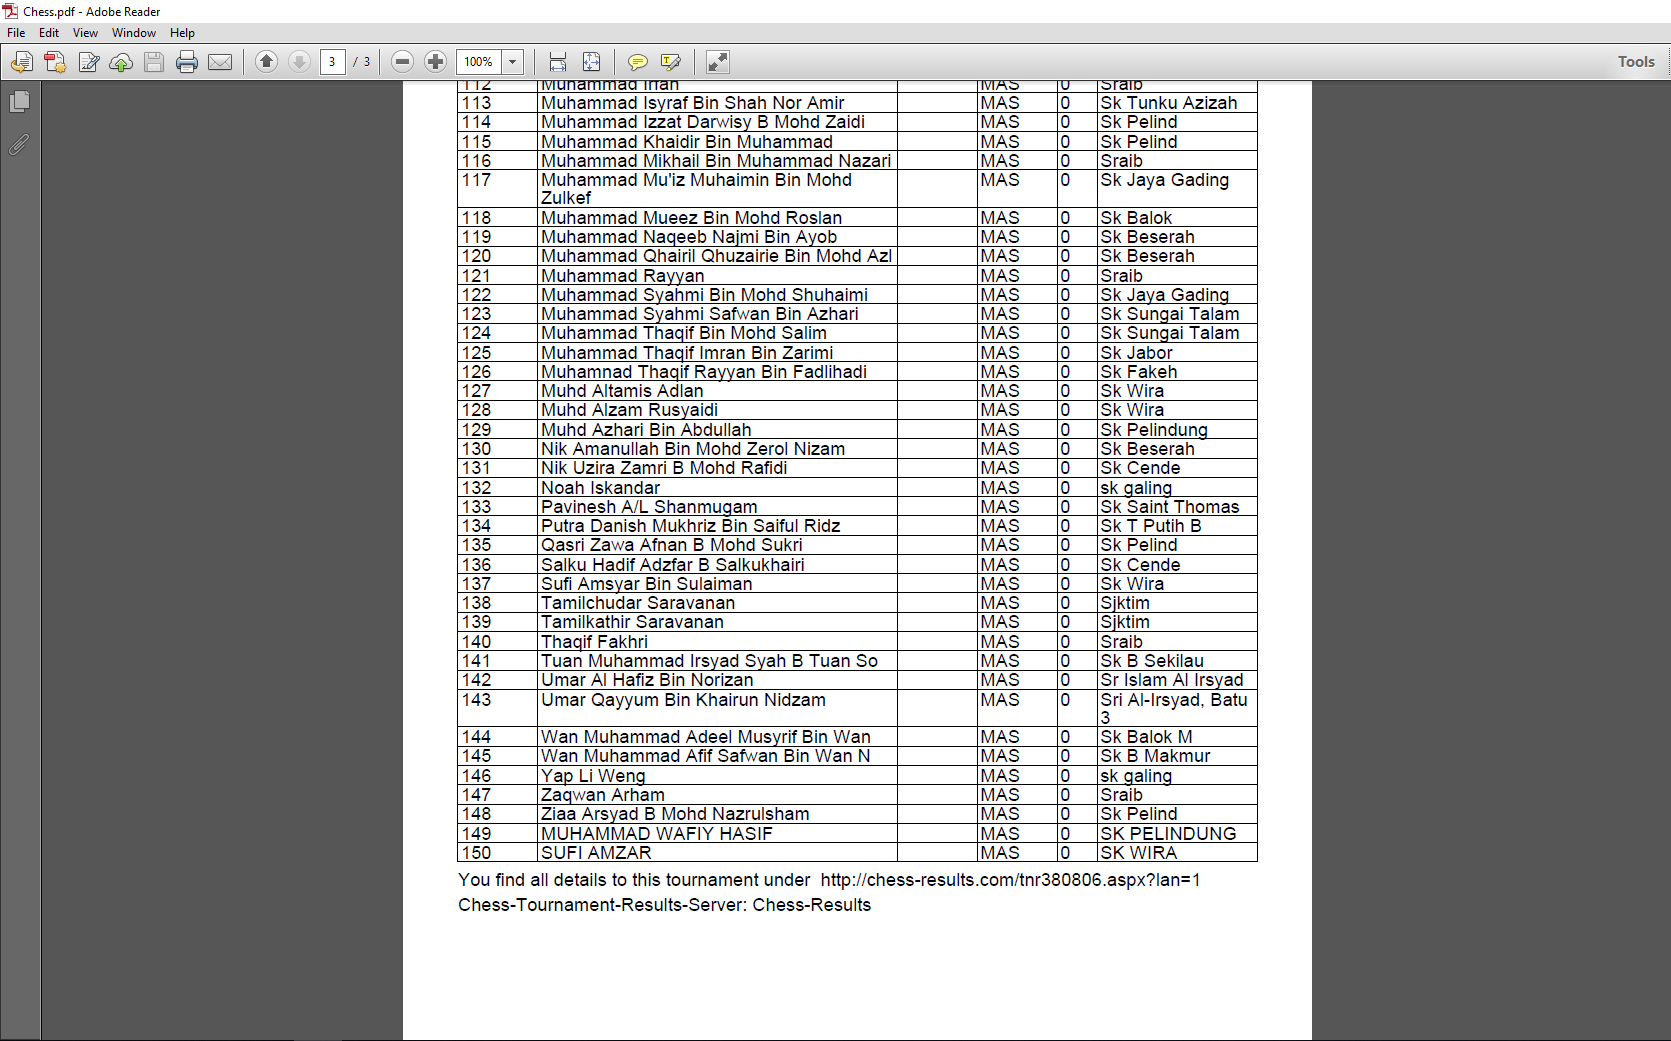 Chess.pdf - Adobe Reader
File Edit View Window Help
3 / 3 100% Tools
112 Muhammad Irfan MAS 0 Sraib
113 Muhammad Isyraf Bin Shah Nor Amir MAS 0 Sk Tunku Azizah
114 Muhammad Izzat Darwisy B Mohd Zaidi MAS 0 Sk Pelind
115 Muhammad Khaidir Bin Muhammad MAS 0 Sk Pelind
116 Muhammad Mikhail Bin Muhammad Nazari MAS 0 Sraib
117 Muhammad Mu'iz Muhaimin Bin Mohd MAS 0 Sk Jaya Gading
Zulkef
118 Muhammad Mueez Bin Mohd Roslan MAS 0 Sk Balok
119 Muhammad Naqeeb Najmi Bin Ayob MAS 0 Sk Beserah
120 Muhammad Qhairil Qhuzairie Bin Mohd Azl MAS 0 Sk Beserah
121 Muhammad Rayyan MAS 0 Sraib
122 Muhammad Syahmi Bin Mohd Shuhaimi MAS 0 Sk Jaya Gading
123 Muhammad Syahmi Safwan Bin Azhari MAS 0 Sk Sungai Talam
124 Muhammad Thaqif Bin Mohd Salim MAS 0 Sk Sungai Talam
125 Muhammad Thaqif Imran Bin Zarimi MAS 0 Sk Jabor
126 Muhamnad Thaqif Rayyan Bin Fadlihadi MAS 0 Sk Fakeh
127 Muhd Altamis Adlan MAS 0 Sk Wira
128 Muhd Alzam Rusyaidi MAS 0 Sk Wira
129 Muhd Azhari Bin Abdullah MAS 0 Sk Pelindung
130 Nik Amanullah Bin Mohd Zerol Nizam MAS 0 Sk Beserah
131 Nik Uzira Zamri B Mohd Rafidi MAS 0 Sk Cende
132 Noah Iskandar MAS 0 sk galing
133 Pavinesh A/L Shanmugam MAS 0 Sk Saint Thomas
134 Putra Danish Mukhriz Bin Saiful Ridz MAS 0 Sk T Putih B
135 Qasri Zawa Afnan B Mohd Sukri MAS 0 Sk Pelind
136 Salku Hadif Adzfar B Salkukhairi MAS 0 Sk Cende
137 Sufi Amsyar Bin Sulaiman MAS 0 Sk Wira
138 Tamilchudar Saravanan MAS 0 Sjktim
139 Tamilkathir Saravanan MAS 0 Sjktim
140 Thaqif Fakhri MAS 0 Sraib
141 Tuan Muhammad Irsyad Syah B Tuan So MAS 0 Sk B Sekilau
142 Umar Al Hafiz Bin Norizan MAS 0 Sr Islam Al Irsyad
143 Umar Qayyum Bin Khairun Nidzam MAS 0 Sri Al-Irsyad, Batu
3
144 Wan Muhammad Adeel Musyrif Bin Wan MAS 0 Sk Balok M
145 Wan Muhammad Afif Safwan Bin Wan N MAS 0 Sk B Makmur
146 Yap Li Weng MAS 0 sk galing
147 Zaqwan Arham MAS 0 Sraib
148 Ziaa Arsyad B Mohd Nazrulsham MAS 0 Sk Pelind
149 MUHAMMAD WAFIY HASIF MAS 0 SK PELINDUNG
150 SUFI AMZAR MAS 0 SK WIRA
You find all details to this tournament under http://chess-results.com/tnr380806.aspx?lan=1
Chess-Tournament-Results-Server: Chess-Results